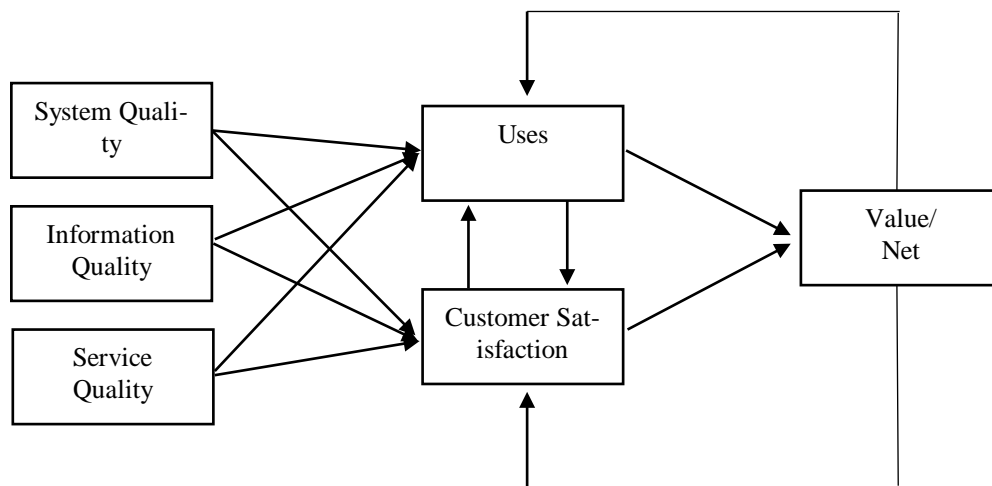 System Quali-
ty
Information
Quality
Service
Quality
Uses
Customer Sat-
isfaction
Value/
Net